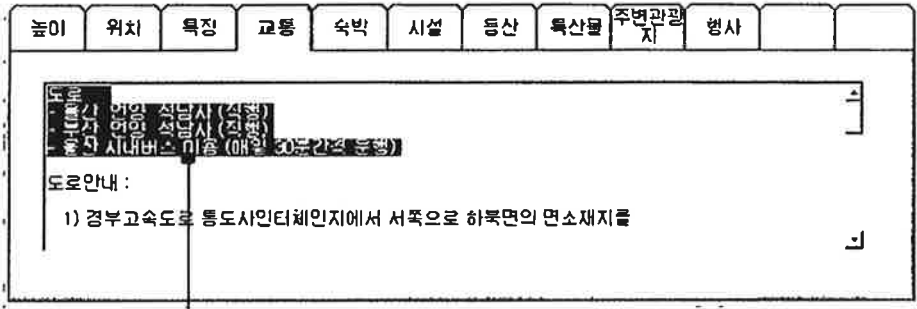 높이 위치 특징 교통 숙박 시설 등산 특산물 주변관광지 행사
도로
- 울산 언양 석남사 (직행)
- 부산 언양 석남사 (직행)
- 울산 시내버스 이용 (매일 30분간격 운행)
도로안내 :
1) 경부고속도로 통도사인터체인지에서 서쪽으로 하북면의 면소재지를